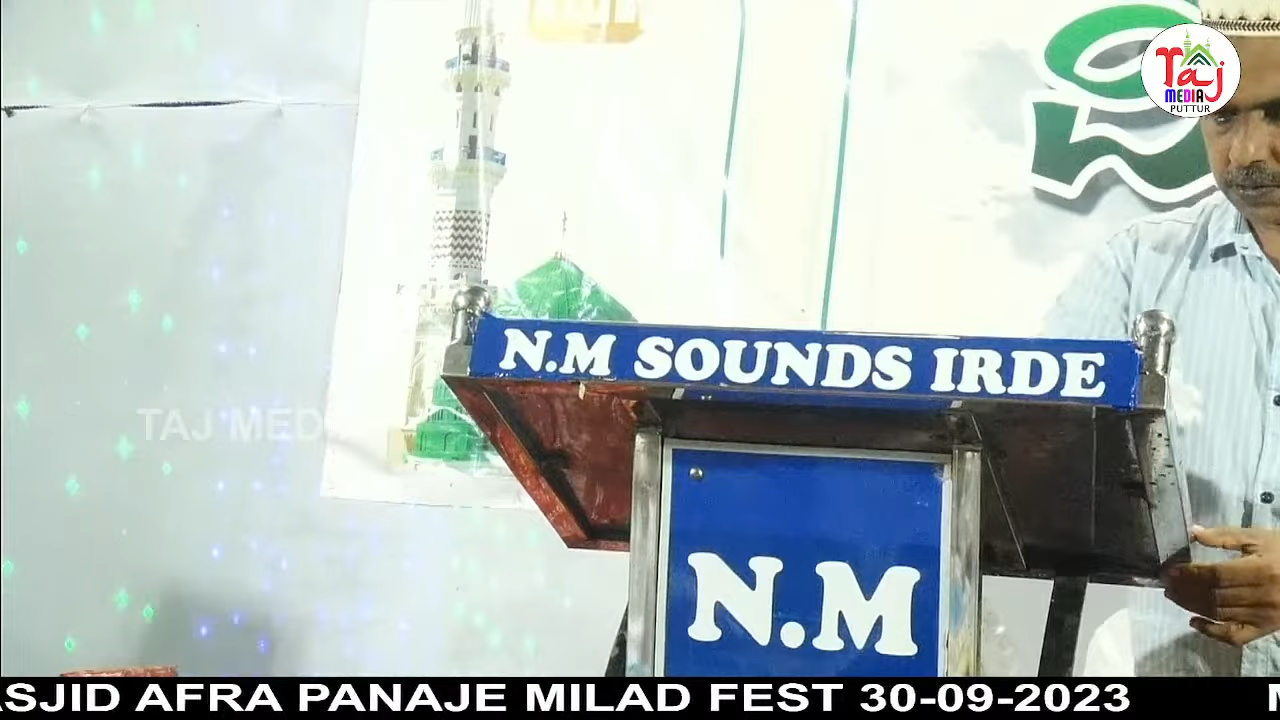 Taj
MEDIA
PUTTUR
N.M SOUNDS IRDE
TAJ MED
N.M
ASJID AFRA PANAJE MILAD FEST 30-09-2023